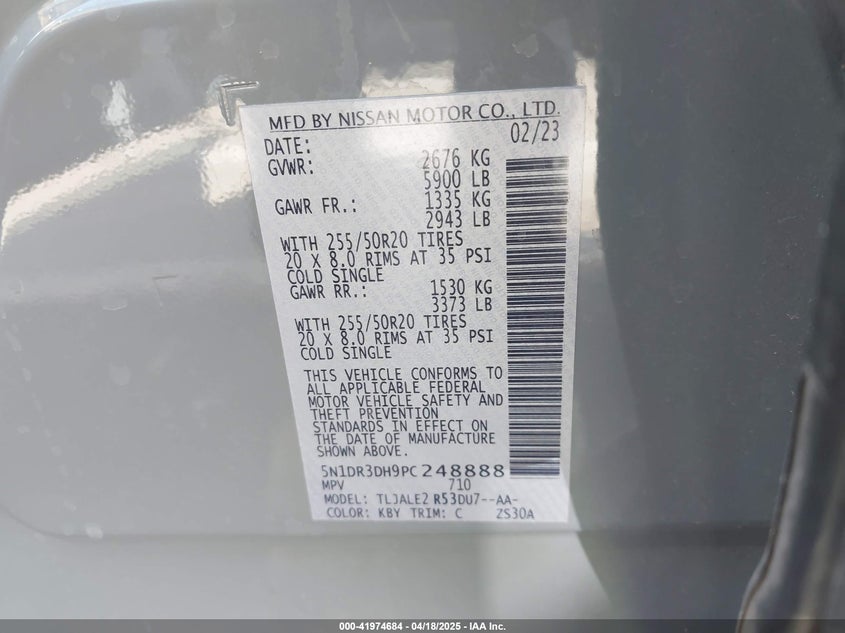 MFD BY NISSAN MOTOR CO., LTD.
DATE: 02/23
GVWR: 2676 KG
5900 LB
GAWR FR.: 1335 KG
2943 LB
WITH 255/50R20 TIRES
20 X 8.0 RIMS AT 35 PSI
COLD SINGLE
GAWR RR.: 1530 KG
3373 LB
WITH 255/50R20 TIRES
20 X 8.0 RIMS AT 35 PSI
COLD SINGLE
THIS VEHICLE CONFORMS TO
ALL APPLICABLE FEDERAL
MOTOR VEHICLE SAFETY AND
THEFT PREVENTION
STANDARDS IN EFFECT ON
THE DATE OF MANUFACTURE
SHOWN ABOVE.
5N1DR3DH9PC248888
MPV 710
MODEL: TLJALE2 R53DU7--AA-
COLOR: KBY TRIM: C ZS30A
000-41974684 - 04/18/2025 - IAA Inc.